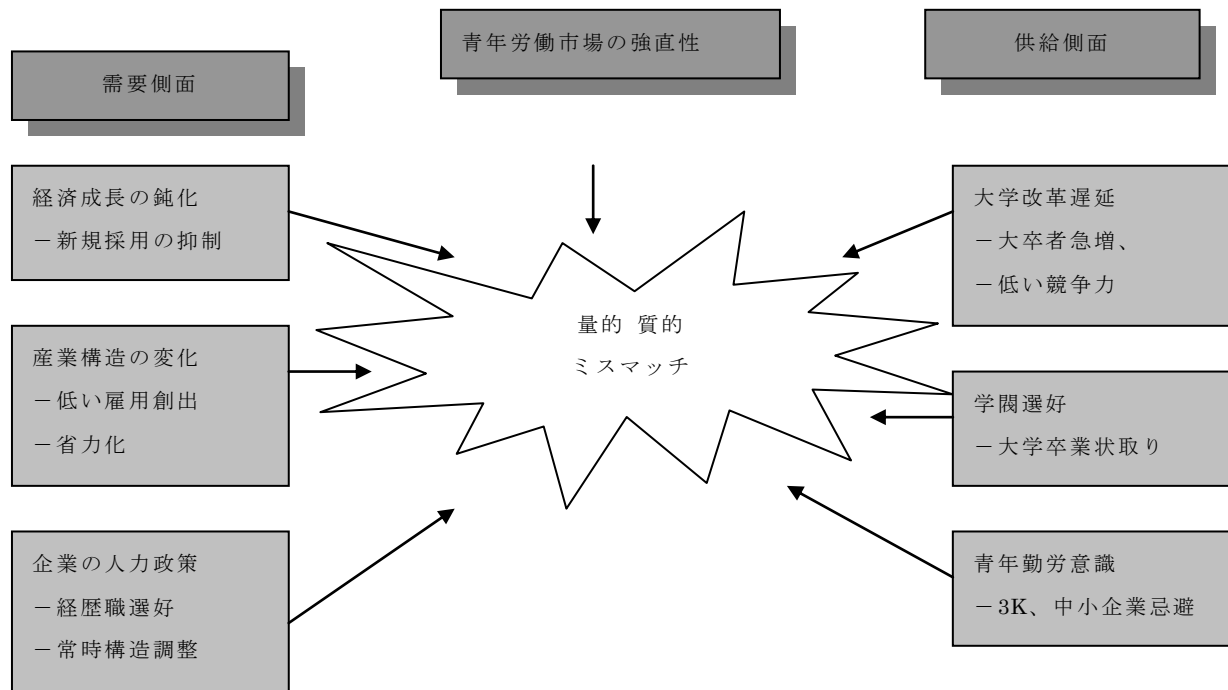 需要側面
青年労働市場の強直性
供給側面
経済成長の鈍化
－新規採用の抑制
産業構造の変化
－低い雇用創出
－省力化
企業の人力政策
－経歴職選好
－常時構造調整
量的 質的
ミスマッチ
大学改革遅延
－大卒者急増、
－低い競争力
学閥選好
－大学卒業状取り
青年勤労意識
－3K、中小企業忌避